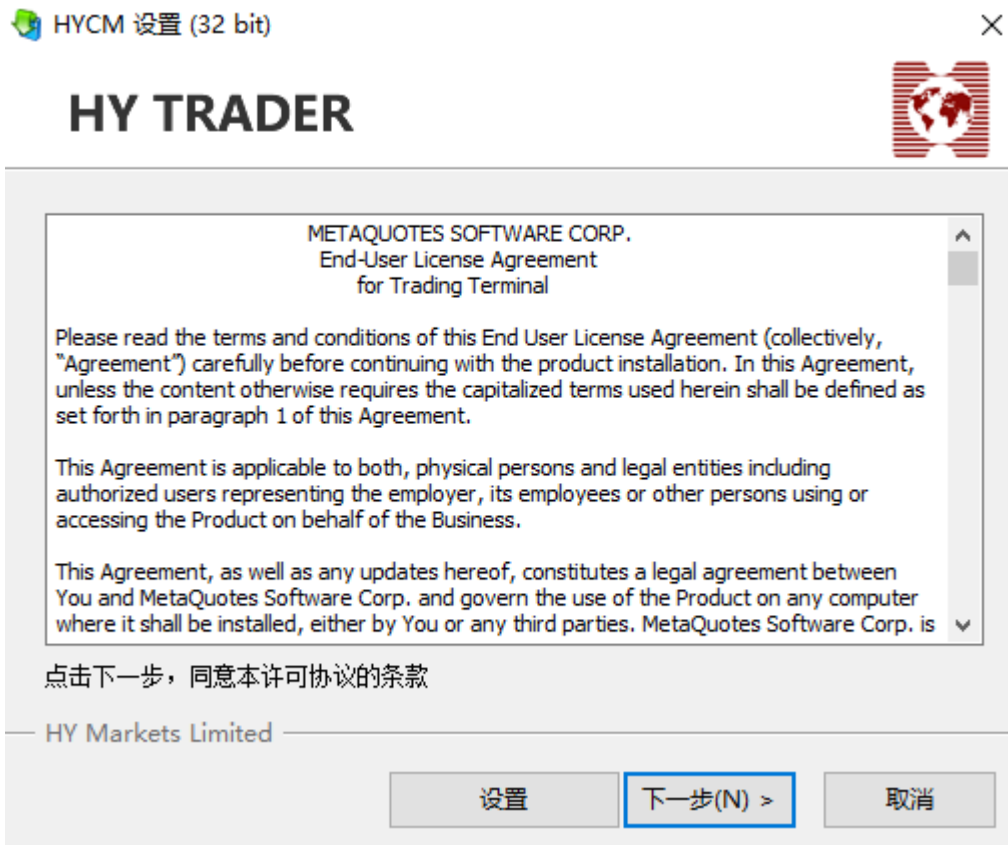 HYCM 设置 (32 bit)
HY TRADER
METAQUOTES SOFTWARE CORP.
End-User License Agreement
for Trading Terminal
Please read the terms and conditions of this End User License Agreement (collectively,
“Agreement”) carefully before continuing with the product installation. In this Agreement,
unless the content otherwise requires the capitalized terms used herein shall be defined as
set forth in paragraph 1 of this Agreement.
This Agreement is applicable to both, physical persons and legal entities including
authorized users representing the employer, its employees or other persons using or
accessing the Product on behalf of the Business.
This Agreement, as well as any updates hereof, constitutes a legal agreement between
You and MetaQuotes Software Corp. and govern the use of the Product on any computer
where it shall be installed, either by You or any third parties. MetaQuotes Software Corp. is
点击下一步，同意本许可协议的条款
HY Markets Limited
设置
下一步(N) >
取消